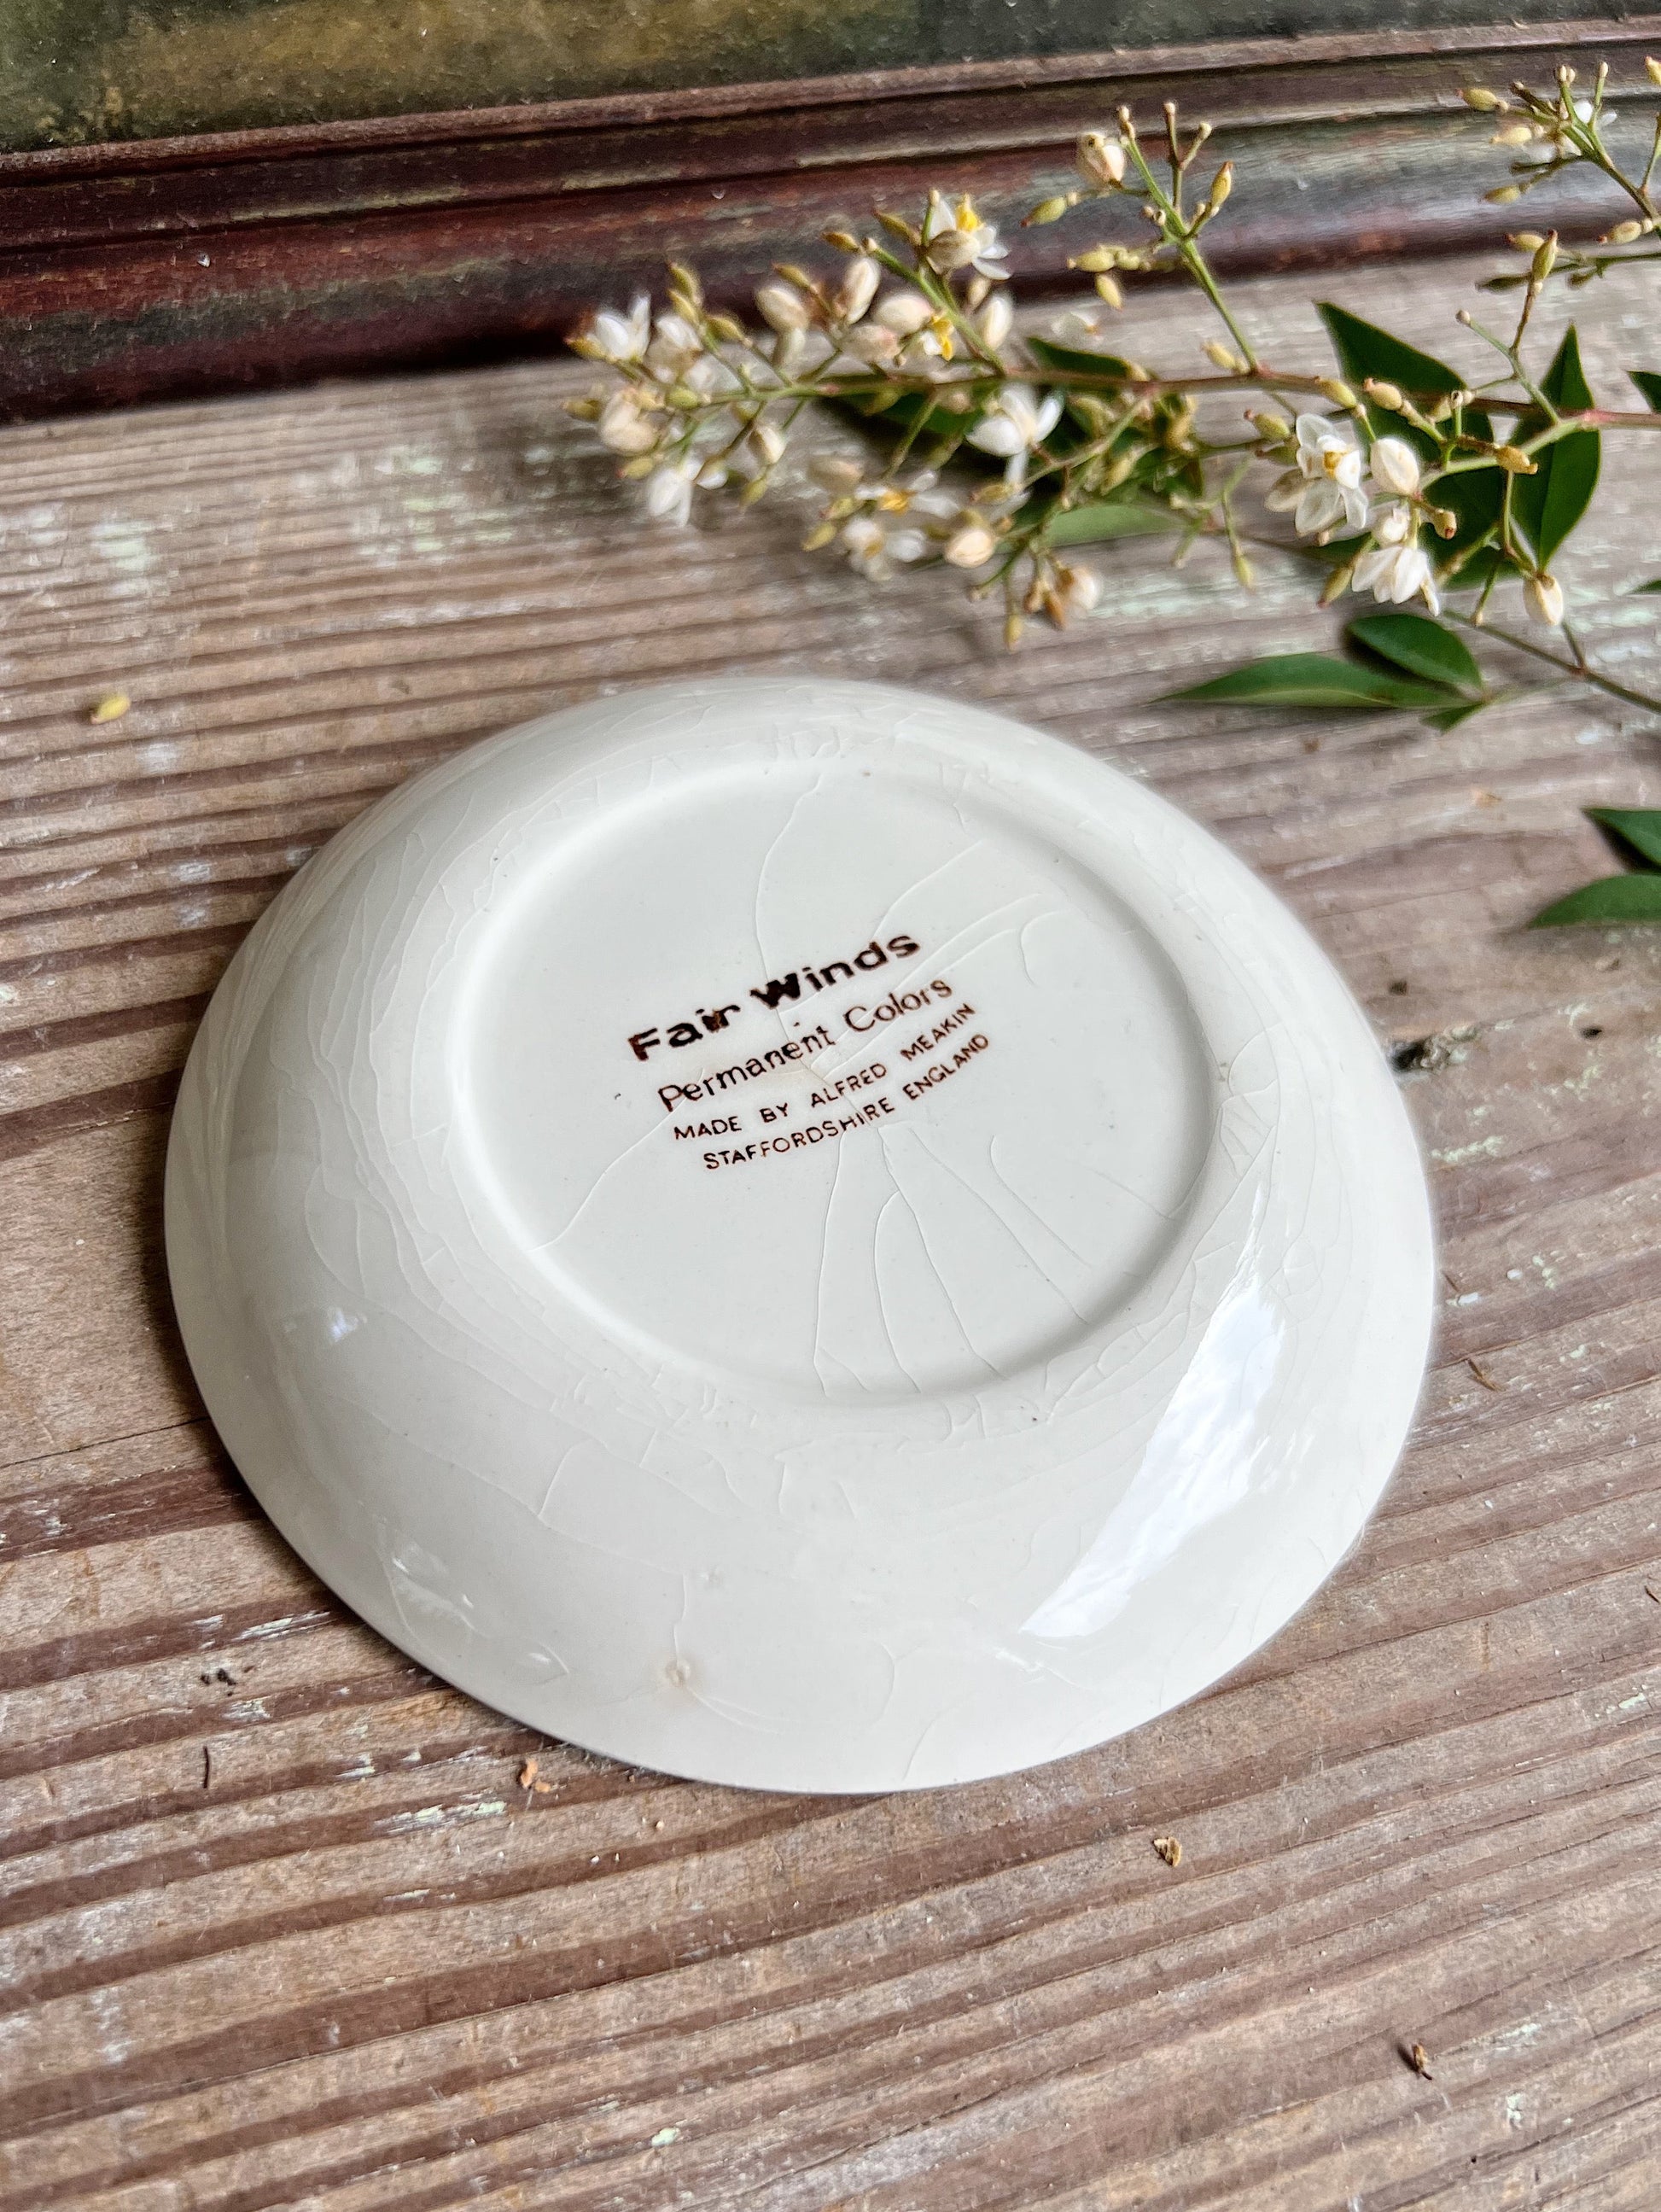 Fair Winds
Permanent Colors
MADE BY ALFRED MEAKIN
STAFFORDSHIRE ENGLAND